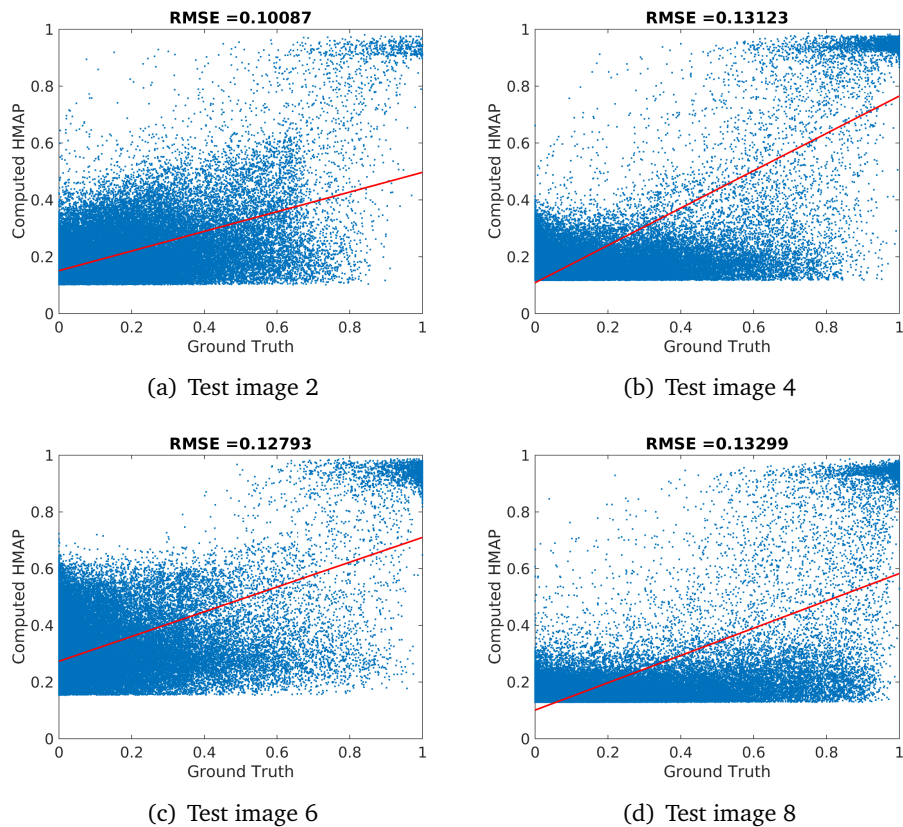 RMSE =0.10087
1
0.8
0.6
0.4
0.2
0
Computed HMAP
0 0.2 0.4 0.6 0.8 1
Ground Truth
(a) Test image 2
RMSE =0.13123
1
0.8
0.6
0.4
0.2
0
Computed HMAP
0 0.2 0.4 0.6 0.8 1
Ground Truth
(b) Test image 4
RMSE =0.12793
1
0.8
0.6
0.4
0.2
0
Computed HMAP
0 0.2 0.4 0.6 0.8 1
Ground Truth
(c) Test image 6
RMSE =0.13299
1
0.8
0.6
0.4
0.2
0
Computed HMAP
0 0.2 0.4 0.6 0.8 1
Ground Truth
(d) Test image 8